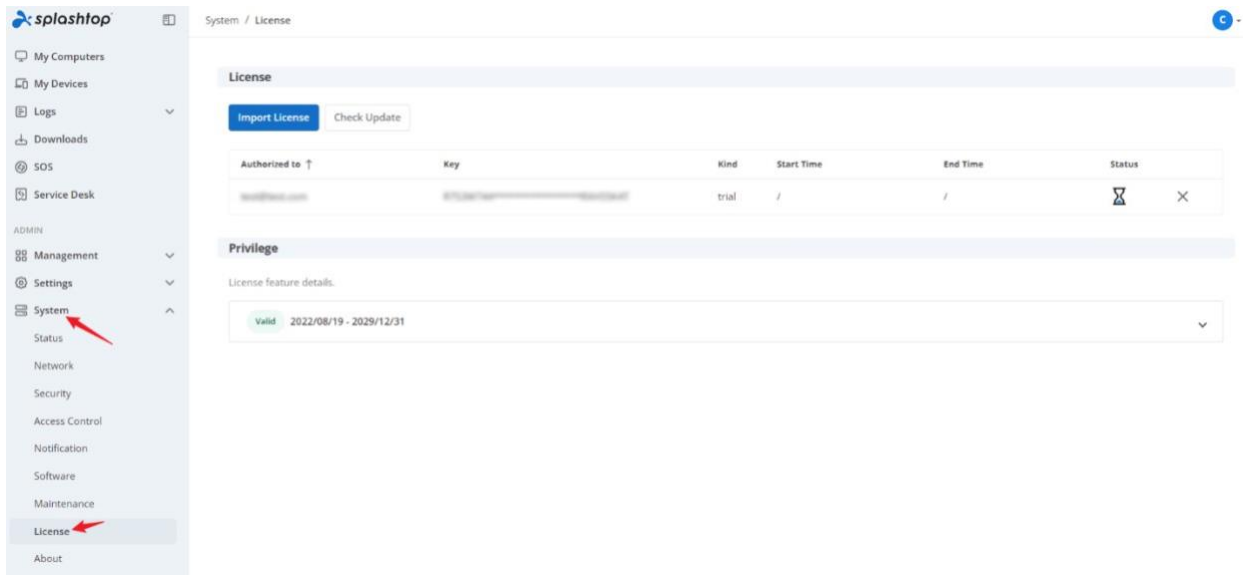 splashtop
System / License
C
My Computers
My Devices
Logs
Downloads
SOS
Service Desk
ADMIN
Management
Settings
System
Status
Network
Security
Access Control
Notification
Software
Maintenance
License
About
License
Import License Check Update
Authorized to ↑ Key Kind Start Time End Time Status
trial / /
Privilege
License feature details.
Valid 2022/08/19 - 2029/12/31